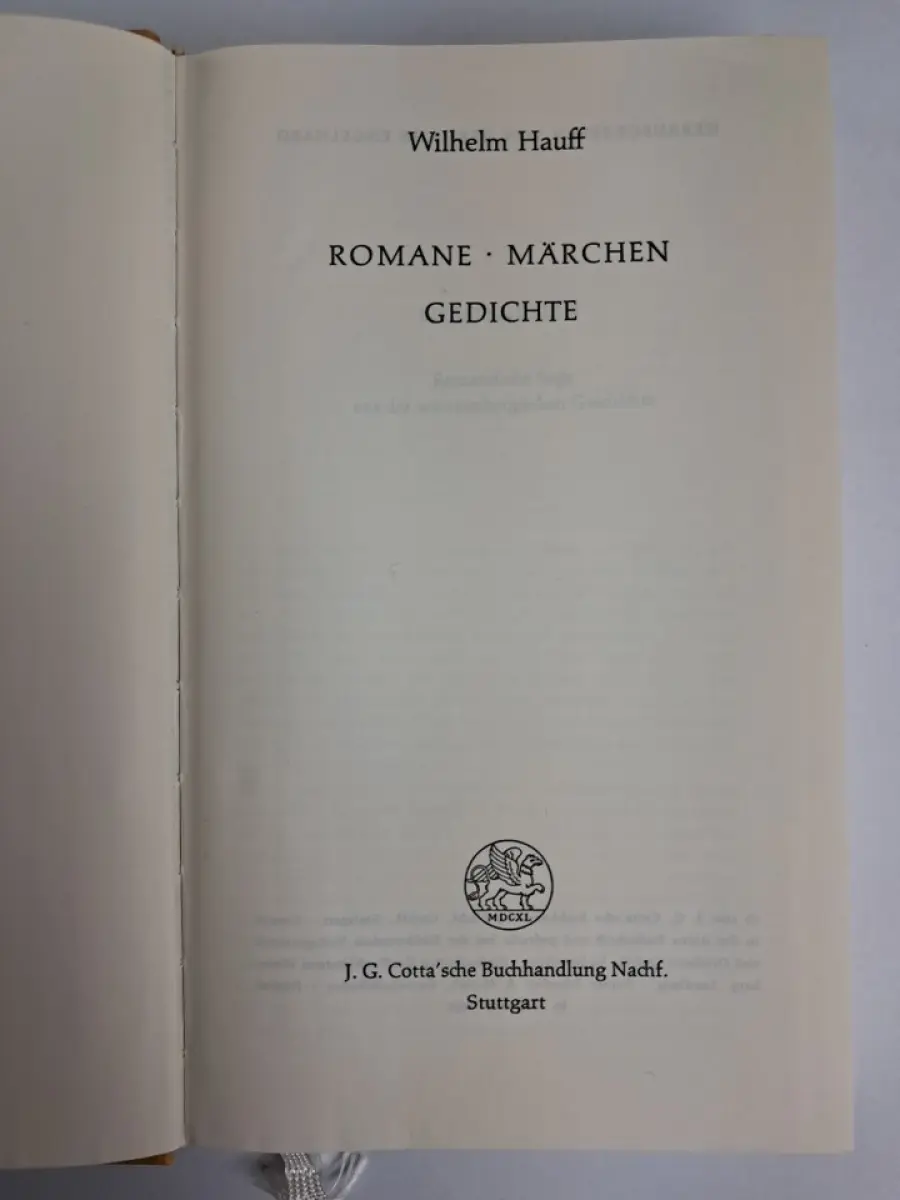 Wilhelm Hauff
ROMANE · MÄRCHEN
GEDICHTE
MDCXL
J. G. Cotta'sche Buchhandlung Nachf.
Stuttgart